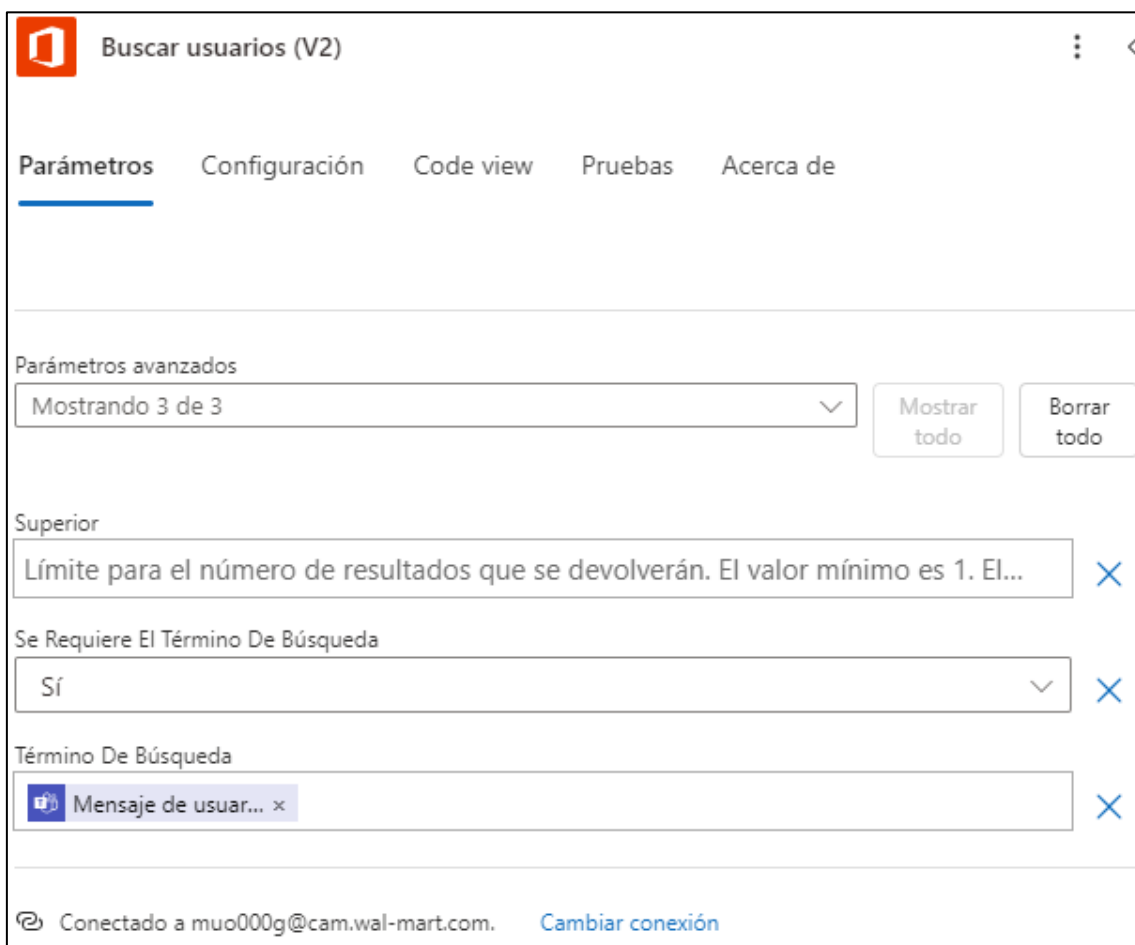 Buscar usuarios (V2)
Parámetros Configuración Code view Pruebas Acerca de
Parámetros avanzados
Mostrando 3 de 3
Mostrar
todo
Borrar
todo
Superior
Límite para el número de resultados que se devolverán. El valor mínimo es 1. El...
Se Requiere El Término De Búsqueda
Sí
Término De Búsqueda
Mensaje de usuar... ×
Conectado a muo000g@cam.wal-mart.com. Cambiar conexión